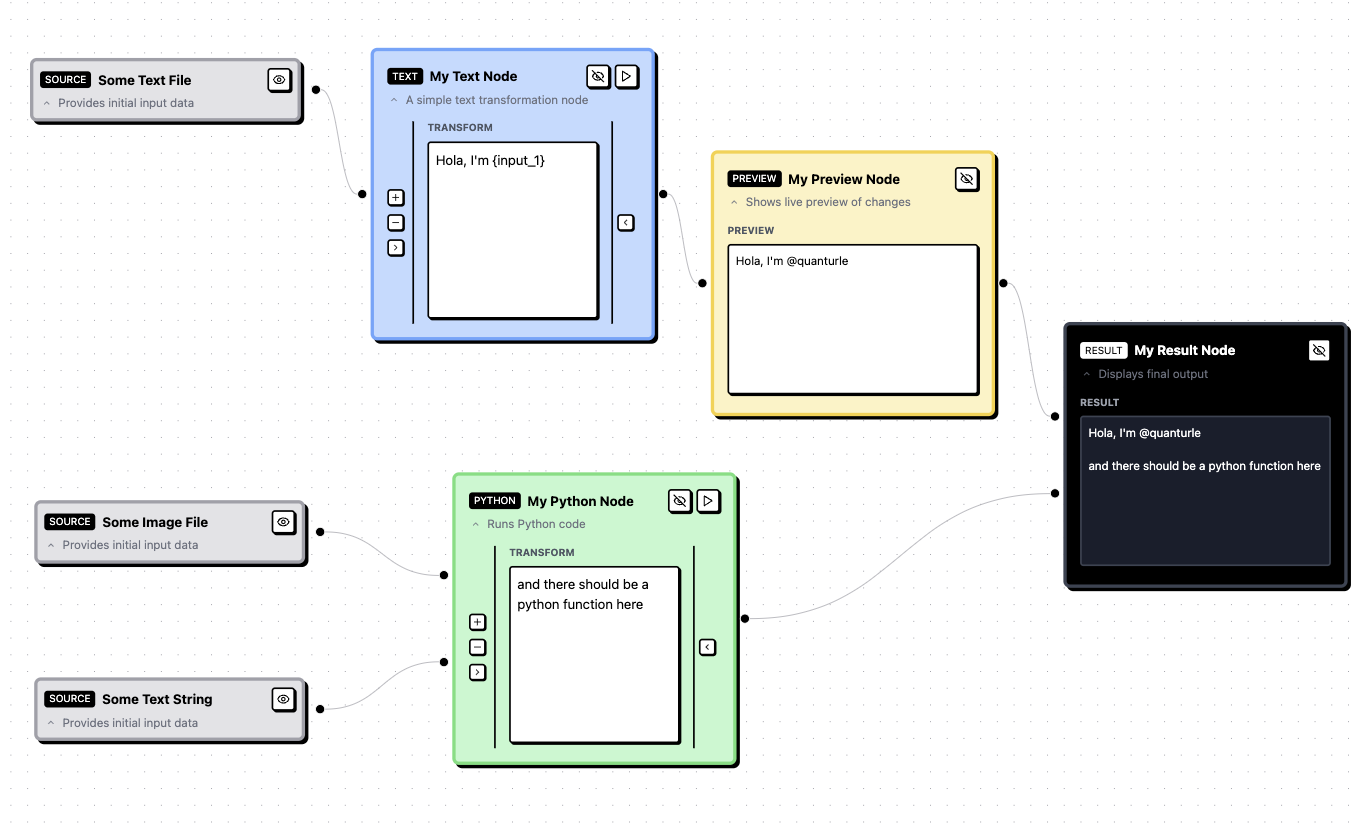 SOURCE Some Text File
Provides initial input data
TEXT My Text Node
A simple text transformation node
TRANSFORM
Hola, I'm {input_1}
PREVIEW My Preview Node
Shows live preview of changes
PREVIEW
Hola, I'm @quanturle
RESULT My Result Node
Displays final output
RESULT
Hola, I'm @quanturle
and there should be a python function here
SOURCE Some Image File
Provides initial input data
PYTHON My Python Node
Runs Python code
TRANSFORM
and there should be a
python function here
SOURCE Some Text String
Provides initial input data